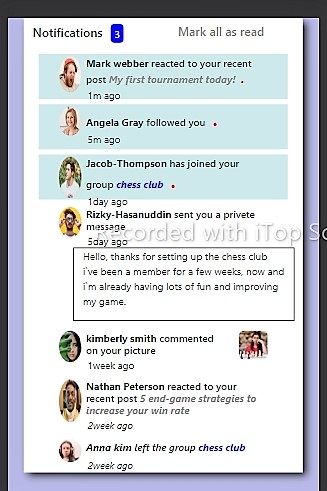 Notifications 3 Mark all as read
Mark webber reacted to your recent
post My first tournament today!
1m ago
Angela Gray followed you
5m ago
Jacob-Thompson has joined your
group chess club
1day ago
Rizky-Hasanuddin sent you a privete
message
Recorded with iTop Sc
5day ago
Hello, thanks for setting up the chess club
i've been a member for a few weeks, now and
i'm already having lots of fun and improving
my game.
kimberly smith commented
on your picture
1week ago
Nathan Peterson reacted to your
recent post 5 end-game strategies to
increase your win rate
2week ago
Anna kim left the group chess club
2week ago